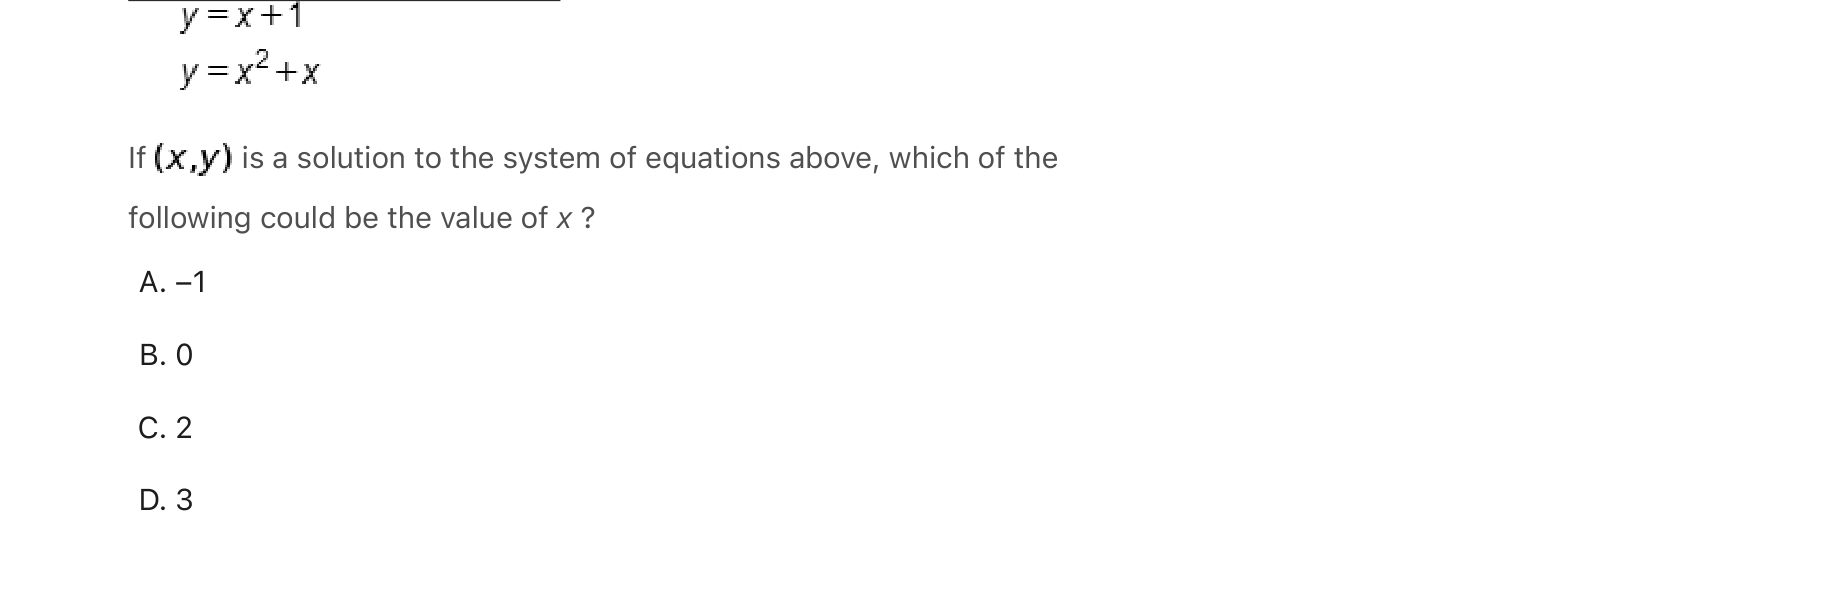 y = x + 1
y = x² + x
If (x,y) is a solution to the system of equations above, which of the
following could be the value of x ?
A. –1
B. 0
C. 2
D. 3